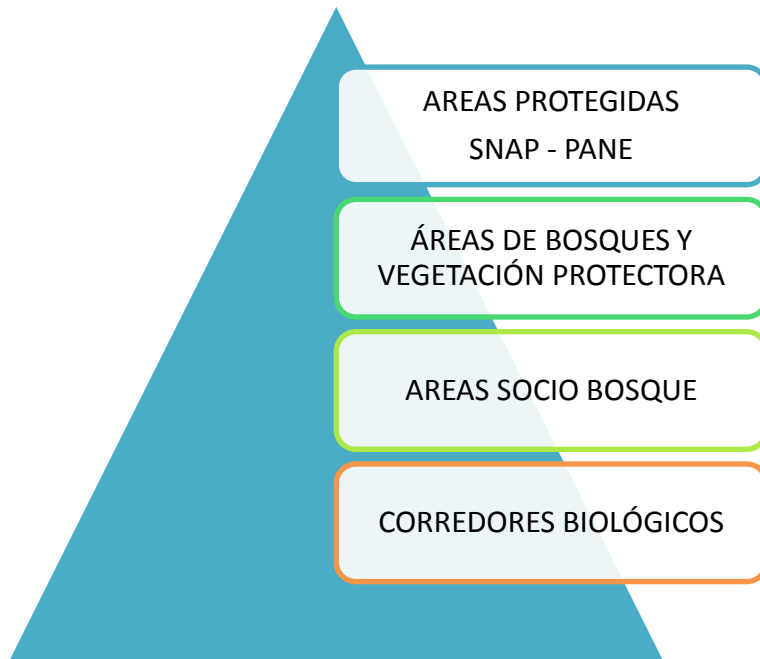 AREAS PROTEGIDAS
SNAP - PANE
ÁREAS DE BOSQUES Y
VEGETACIÓN PROTECTORA
AREAS SOCIO BOSQUE
CORREDORES BIOLÓGICOS